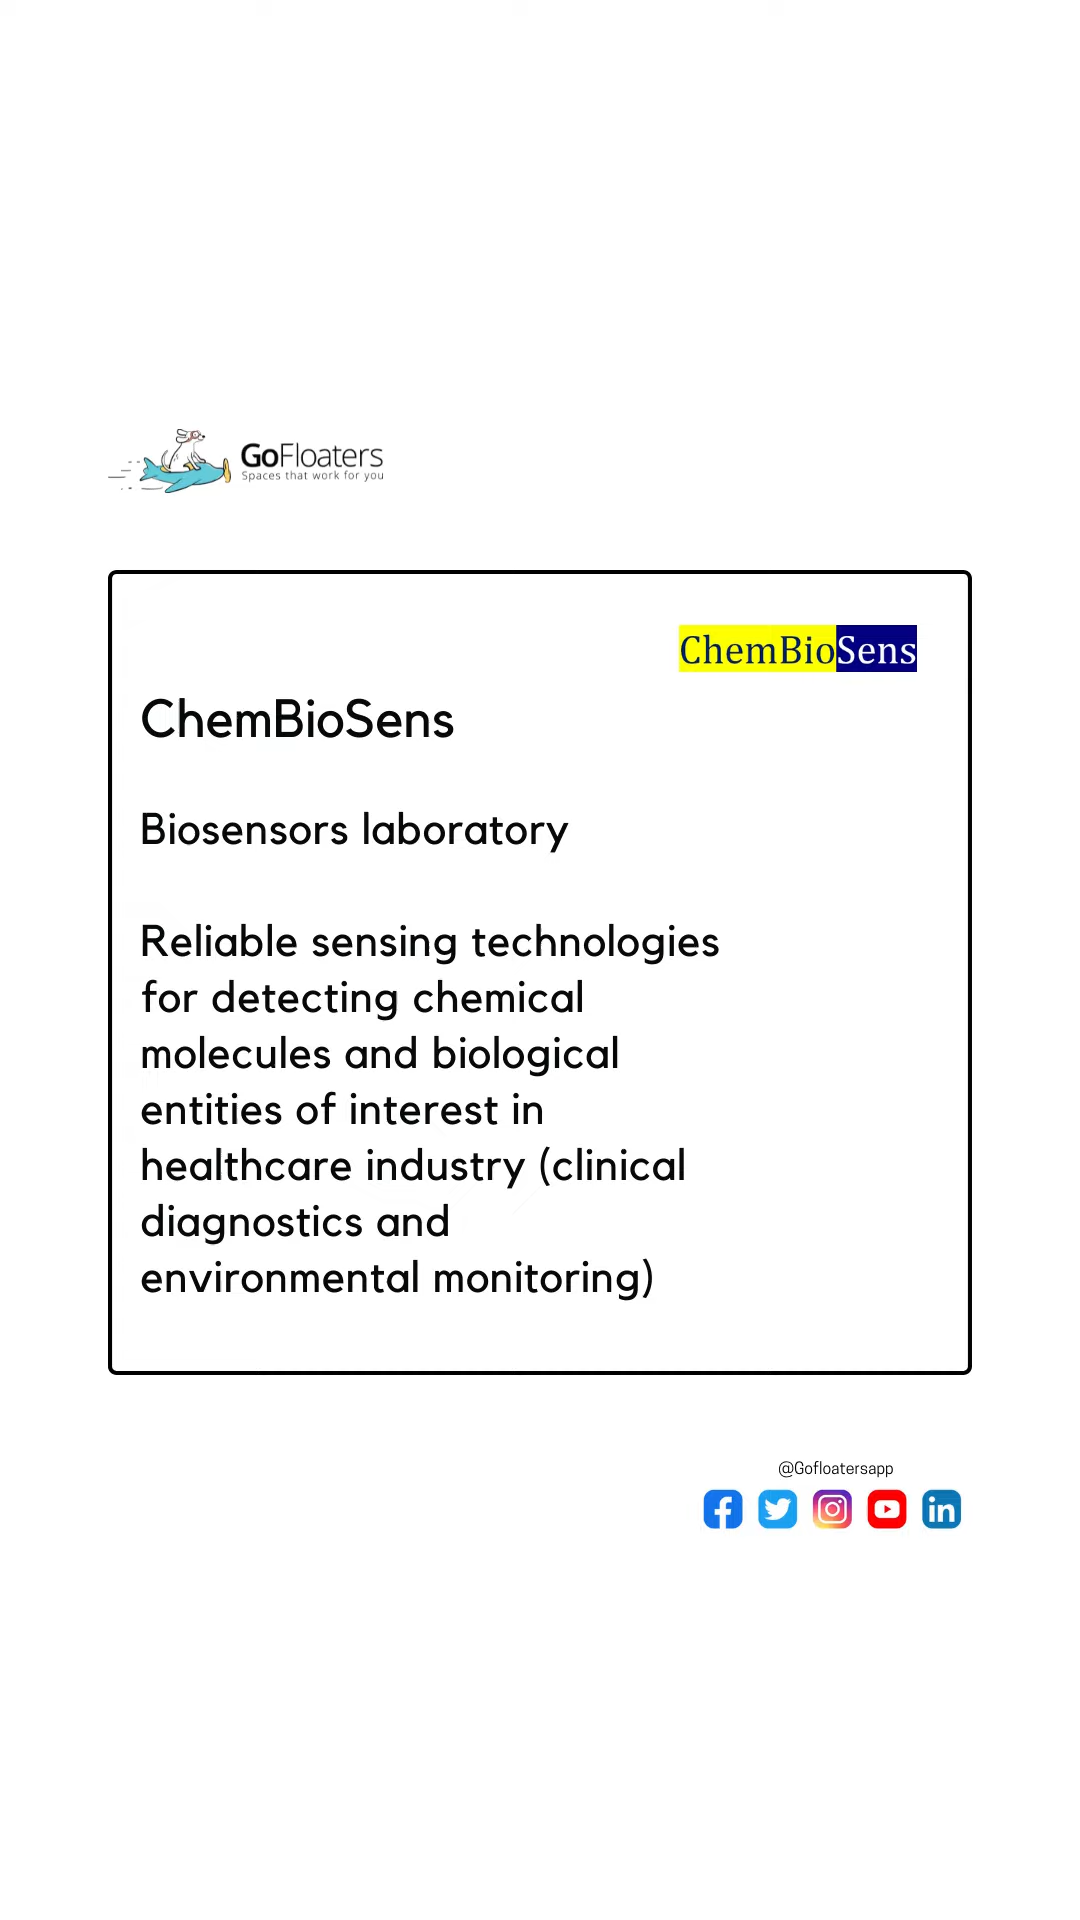 GoFloaters
Spaces that work for you
ChemBioSens
ChemBioSens
Biosensors laboratory
Reliable sensing technologies
for detecting chemical
molecules and biological
entities of interest in
healthcare industry (clinical
diagnostics and
environmental monitoring)
@Gofloatersapp